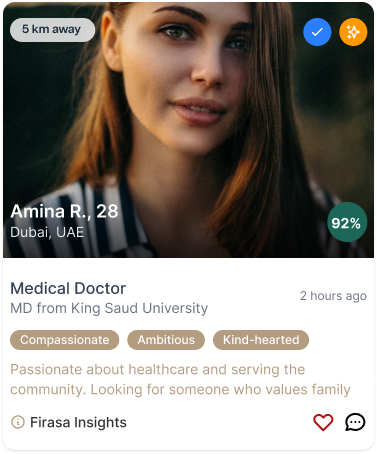 5 km away
Amina R., 28
Dubai, UAE
92%
Medical Doctor
MD from King Saud University
2 hours ago
Compassionate Ambitious Kind-hearted
Passionate about healthcare and serving the
community. Looking for someone who values family
Firasa Insights